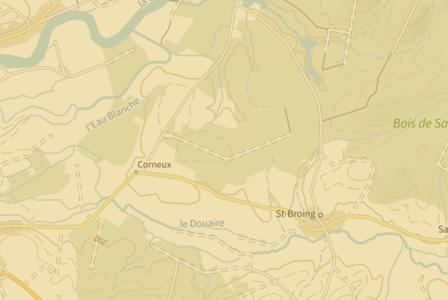 l'Eau Blanche
Bois de Sa
Corneux
St-Broing
le Douaire
Sa